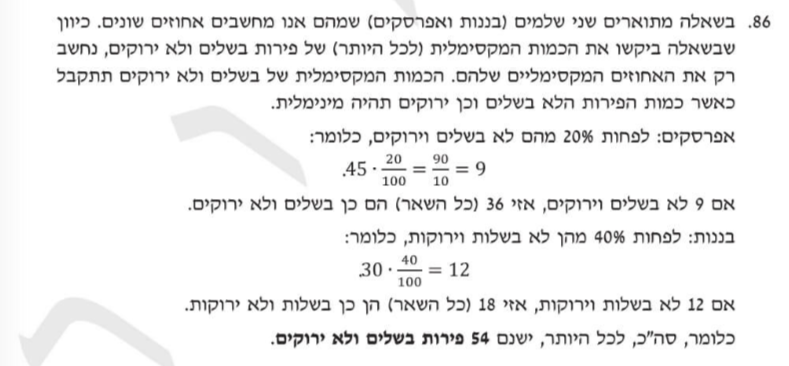 86. בשאלה מתוארים שני שלמים (בננות ואפרסקים) שמהם אנו מחשבים אחוזים שונים. כיוון
שבשאלה ביקשו את הכמות המקסימלית (לכל היותר) של פירות בשלים ולא ירוקים, נחשב
רק את האחוזים המקסימליים שלהם. הכמות המקסימלית של בשלים ולא ירוקים תתקבל
כאשר כמות הפירות הלא בשלים וכן ירוקים תהיה מינימלית.
אפרסקים: לפחות 20% מהם לא בשלים וירוקים, כלומר:
.45 · 20/100 = 90/10 = 9
אם 9 לא בשלים וירוקים, אזי 36 (כל השאר) הם כן בשלים ולא ירוקים.
בננות: לפחות 40% מהן לא בשלות וירוקות, כלומר:
.30 · 40/100 = 12
אם 12 לא בשלות וירוקות, אזי 18 (כל השאר) הן כן בשלות ולא ירוקות.
כלומר, סה"כ, לכל היותר, ישנם 54 פירות בשלים ולא ירוקים.